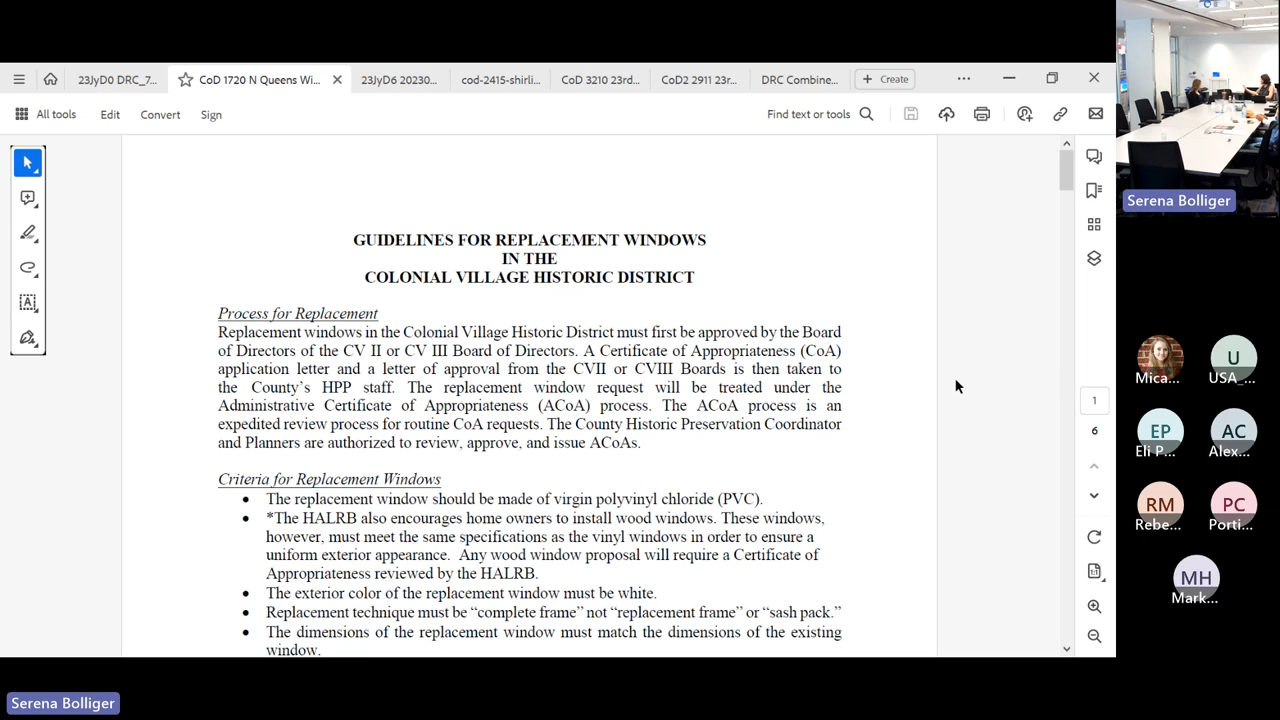 23JyD0 DRC_7...
CoD 1720 N Queens Wi...
23JyD6 20230...
cod-2415-shirli...
CoD 3210 23rd...
CoD2 2911 23r...
DRC Combine...
Create
All tools
Edit
Convert
Sign
Find text or tools
GUIDELINES FOR REPLACEMENT WINDOWS
IN THE
COLONIAL VILLAGE HISTORIC DISTRICT
Process for Replacement
Replacement windows in the Colonial Village Historic District must first be approved by the Board
of Directors of the CV II or CV III Board of Directors. A Certificate of Appropriateness (CoA)
application letter and a letter of approval from the CVII or CVIII Boards is then taken to
the County's HPP staff. The replacement window request will be treated under the
Administrative Certificate of Appropriateness (ACoA) process. The ACoA process is an
expedited review process for routine CoA requests. The County Historic Preservation Coordinator
and Planners are authorized to review, approve, and issue ACoAs.
Criteria for Replacement Windows
• The replacement window should be made of virgin polyvinyl chloride (PVC).
• *The HALRB also encourages home owners to install wood windows. These windows,
however, must meet the same specifications as the vinyl windows in order to ensure a
uniform exterior appearance. Any wood window proposal will require a Certificate of
Appropriateness reviewed by the HALRB.
• The exterior color of the replacement window must be white.
• Replacement technique must be “complete frame” not “replacement frame” or “sash pack.”
• The dimensions of the replacement window must match the dimensions of the existing
window.
1
6
Serena Bolliger
Mica...
U
USA_...
EP
Eli P...
AC
Alex...
RM
Rebe...
PC
Porti...
MH
Mark...
Serena Bolliger